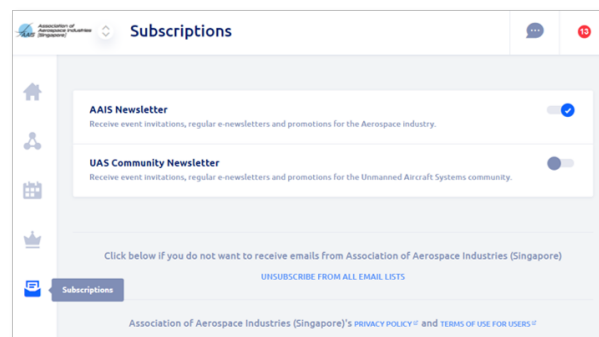 Association of
Aerospace Industries
AAIS (Singapore)
Subscriptions
13
AAIS Newsletter
Receive event invitations, regular e-newsletters and promotions for the Aerospace industry.
UAS Community Newsletter
Receive event invitations, regular e-newsletters and promotions for the Unmanned Aircraft Systems community.
Click below if you do not want to receive emails from Association of Aerospace Industries (Singapore)
UNSUBSCRIBE FROM ALL EMAIL LISTS
Subscriptions
Association of Aerospace Industries (Singapore)'s PRIVACY POLICY and TERMS OF USE FOR USERS